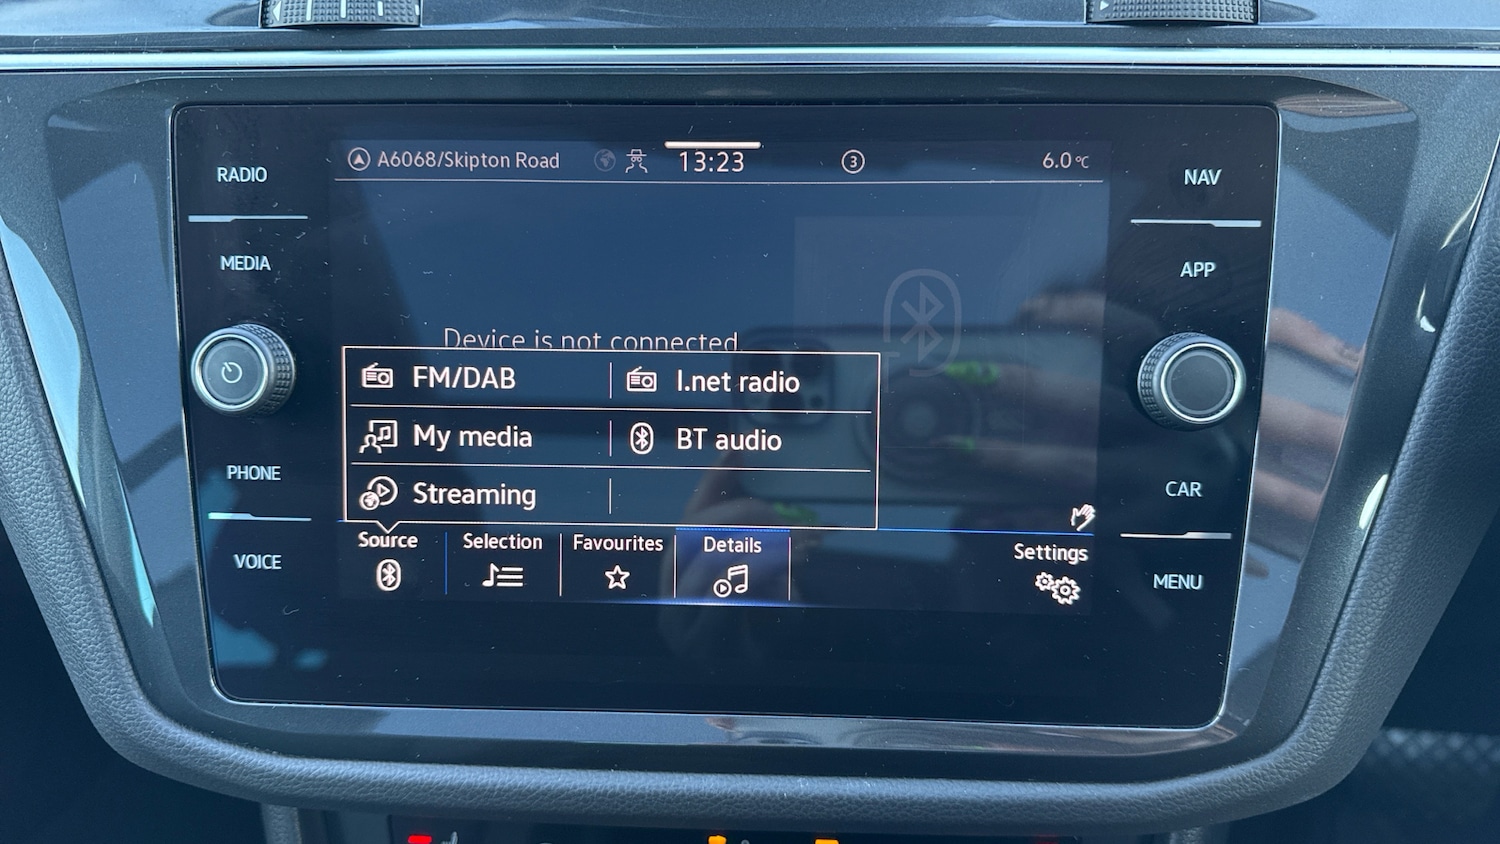 A6068/Skipton Road 13:23 3 6.0 °C
RADIO
NAV
MEDIA
APP
Device is not connected.
FM/DAB I.net radio
My media BT audio
Streaming
PHONE
CAR
Source Selection Favourites Details Settings
VOICE
MENU